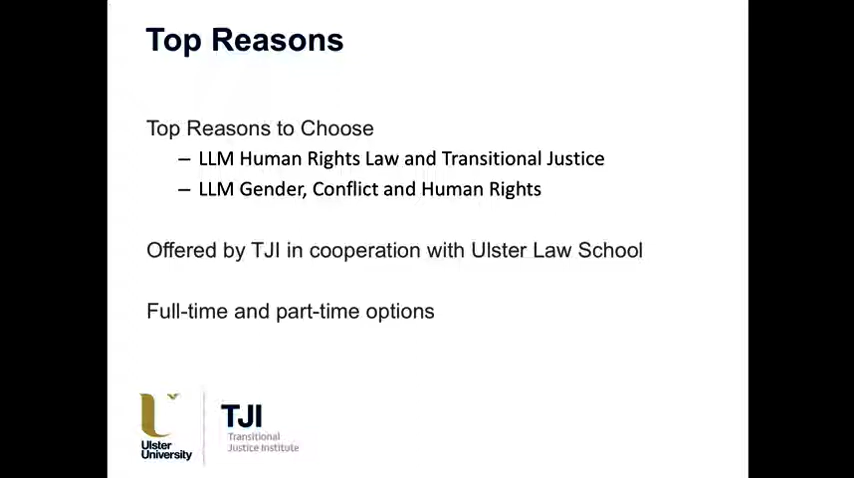 Top Reasons
Top Reasons to Choose
– LLM Human Rights Law and Transitional Justice
– LLM Gender, Conflict and Human Rights
Offered by TJI in cooperation with Ulster Law School
Full-time and part-time options
Ulster
University
TJI
Transitional
Justice Institute